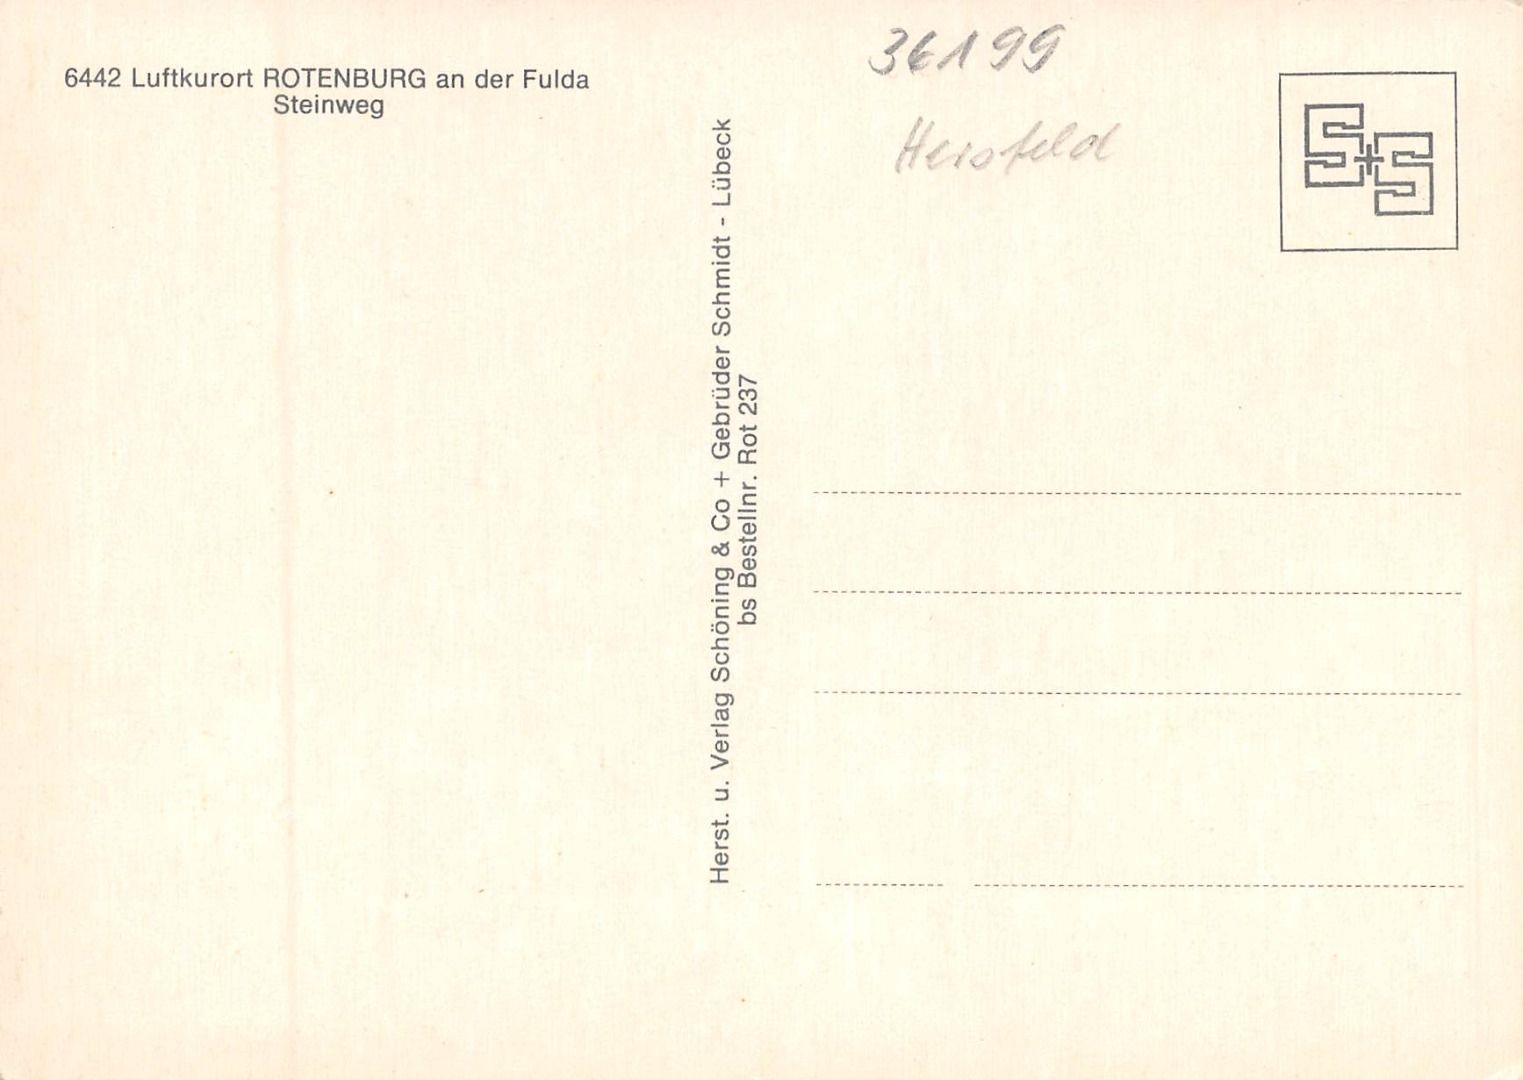 6442 Luftkurort ROTENBURG an der Fulda
Steinweg
Herst. u. Verlag Schöning & Co + Gebrüder Schmidt - Lübeck
bs Bestellnr. Rot 237
36199
Hersfeld
S+S